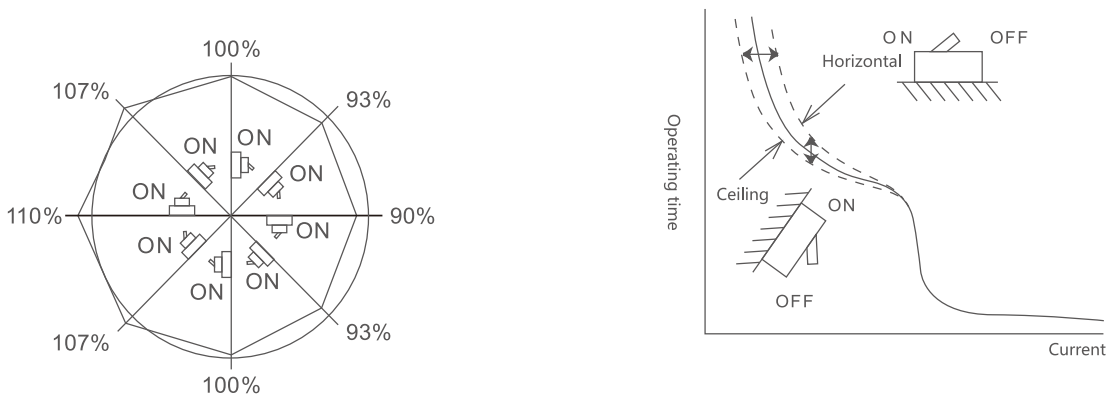 100%
107%
93%
ON
ON
ON
ON
110%
90%
ON
ON
ON
ON
107%
93%
100%
ON
OFF
Horizontal
Operating time
Ceiling
ON
OFF
Current